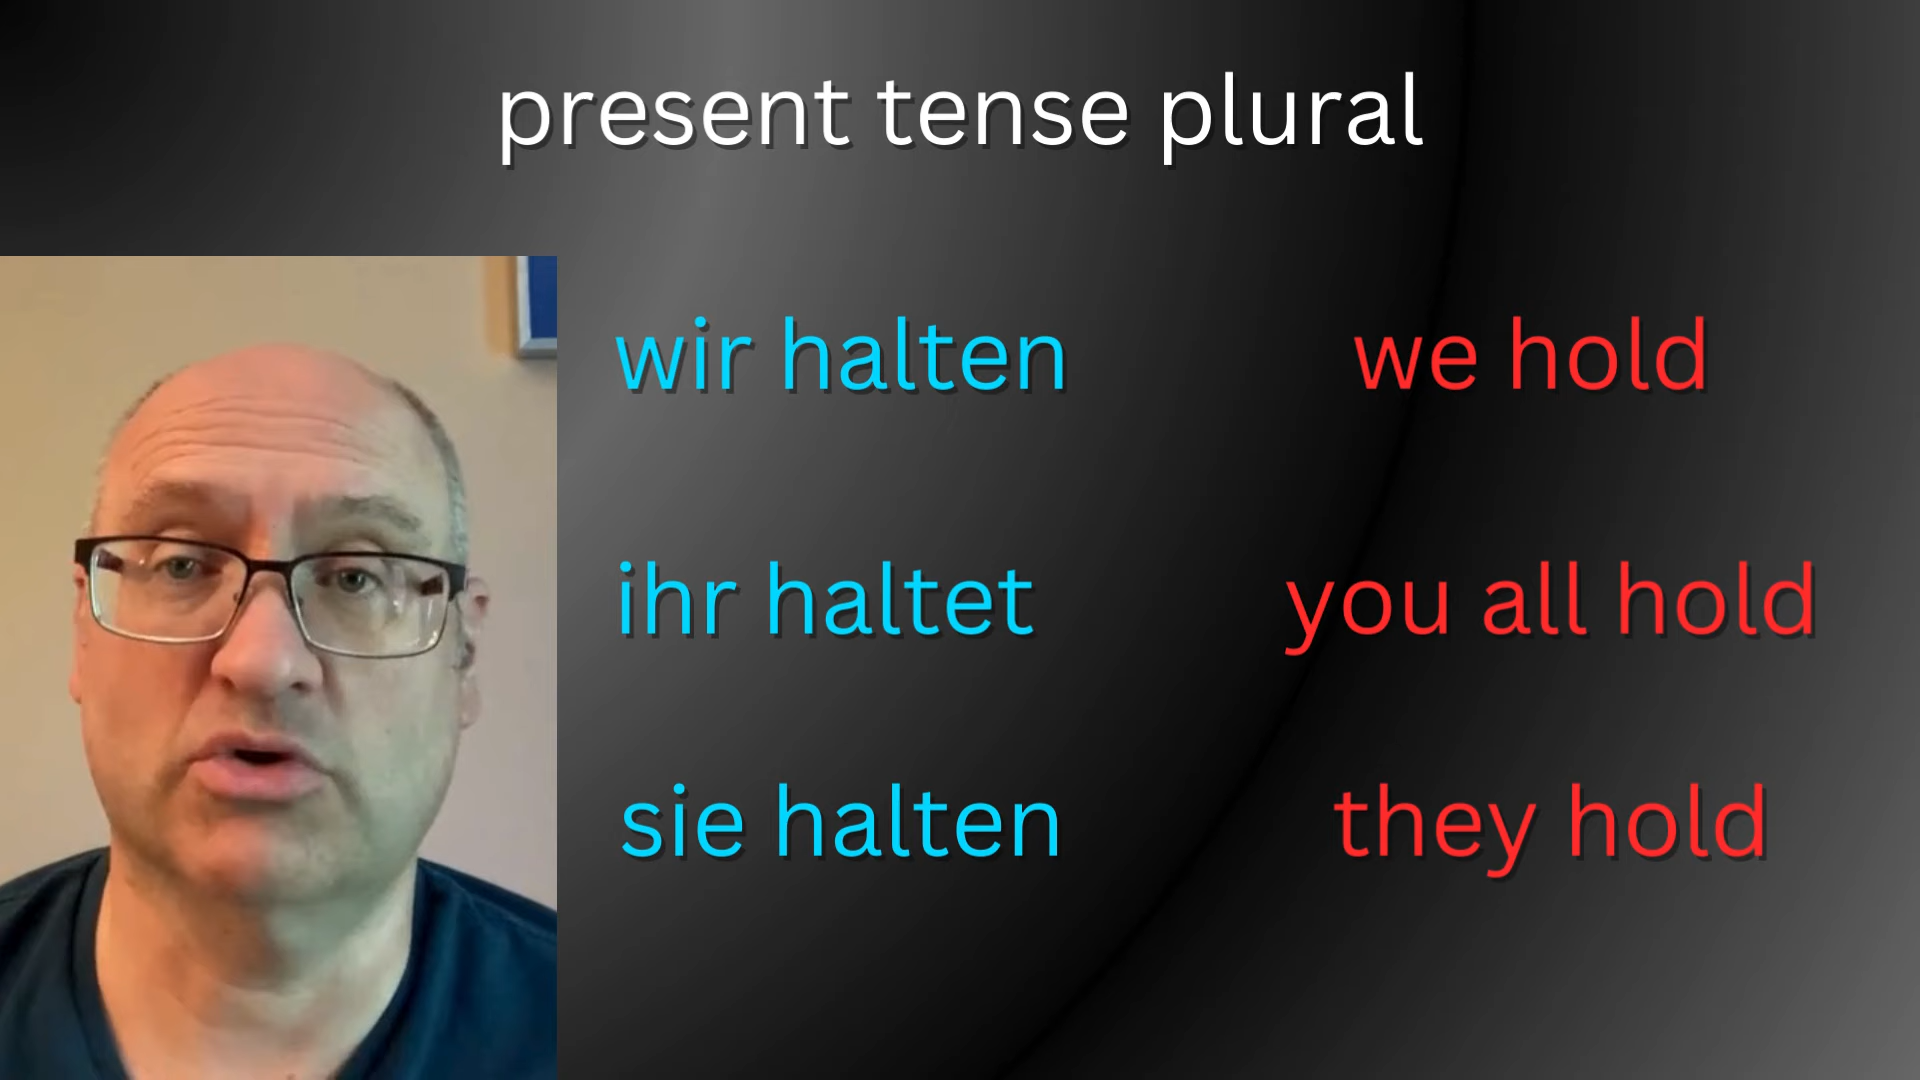 present tense plural
wir halten we hold
ihr haltet you all hold
sie halten they hold